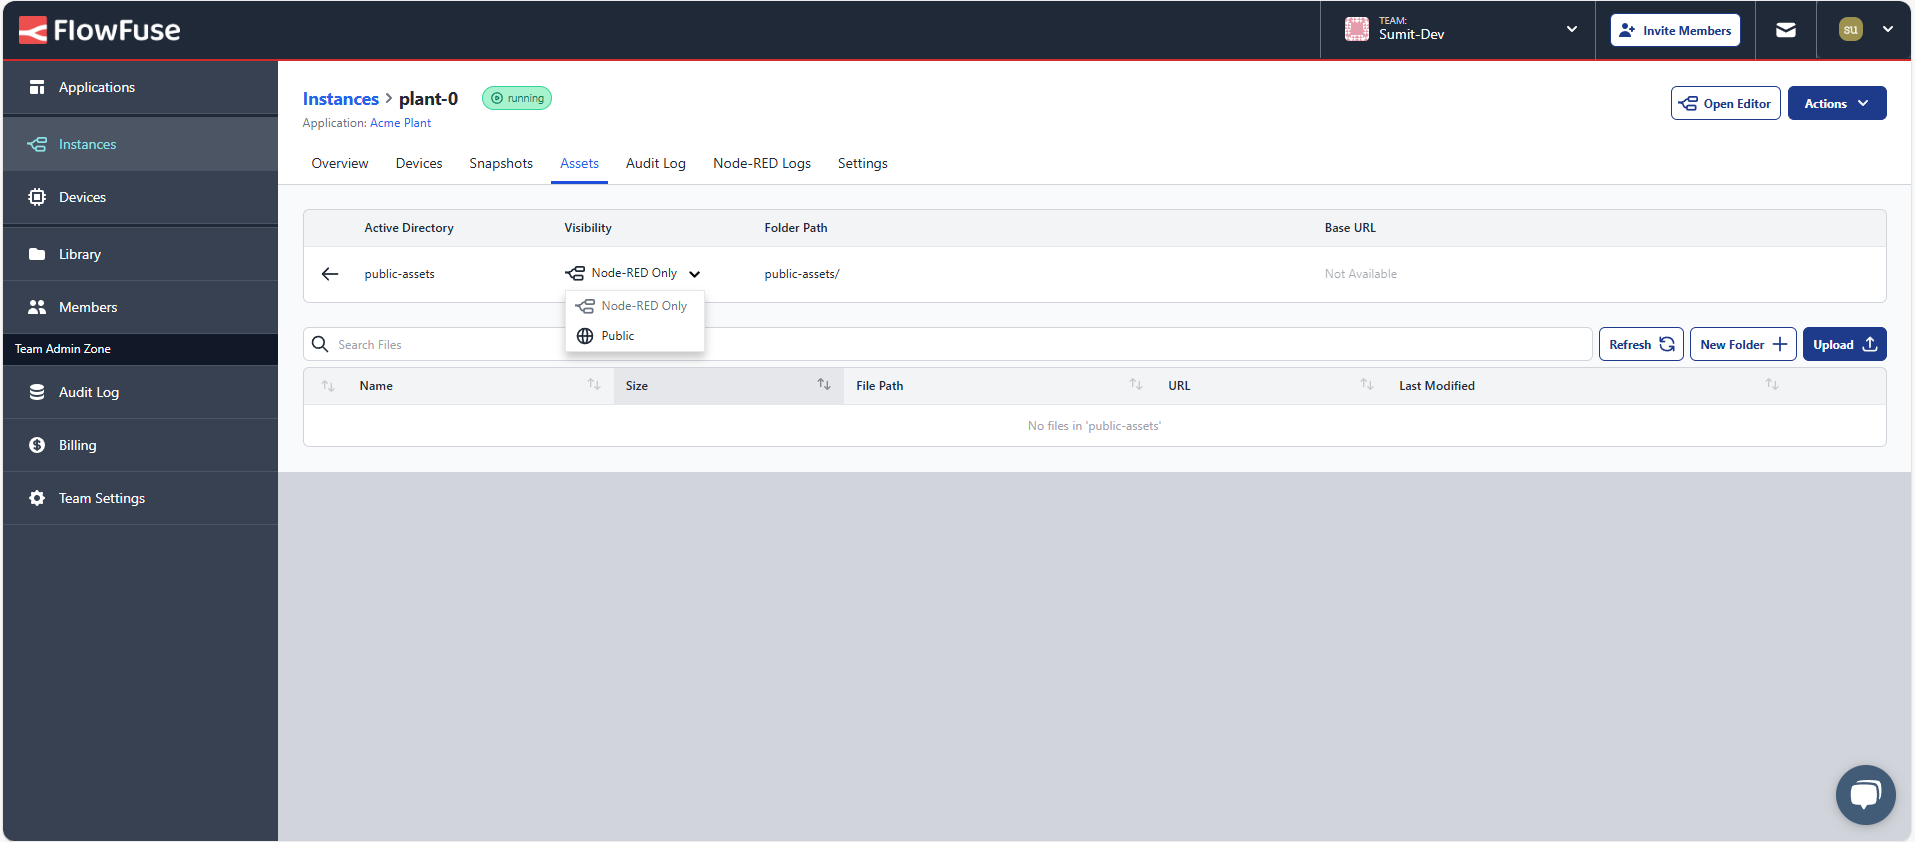 FlowFuse
TEAM:
Sumit-Dev
Invite Members
su
Applications
Instances
Devices
Library
Members
Team Admin Zone
Audit Log
Billing
Team Settings
Instances > plant-0
running
Application: Acme Plant
Open Editor
Actions
Overview Devices Snapshots Assets Audit Log Node-RED Logs Settings
Active Directory Visibility Folder Path Base URL
public-assets Node-RED Only public-assets/ Not Available
Node-RED Only
Public
Search Files
Refresh
New Folder
Upload
Name Size File Path URL Last Modified
No files in 'public-assets'